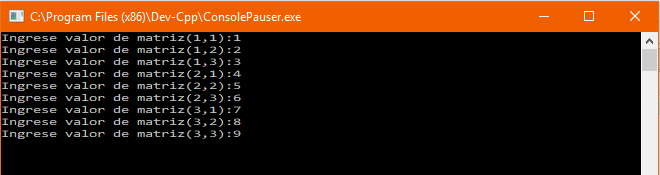 C:\Program Files (x86)\Dev-Cpp\ConsolePauser.exe
Ingrese valor de matriz(1,1):1
Ingrese valor de matriz(1,2):2
Ingrese valor de matriz(1,3):3
Ingrese valor de matriz(2,1):4
Ingrese valor de matriz(2,2):5
Ingrese valor de matriz(2,3):6
Ingrese valor de matriz(3,1):7
Ingrese valor de matriz(3,2):8
Ingrese valor de matriz(3,3):9